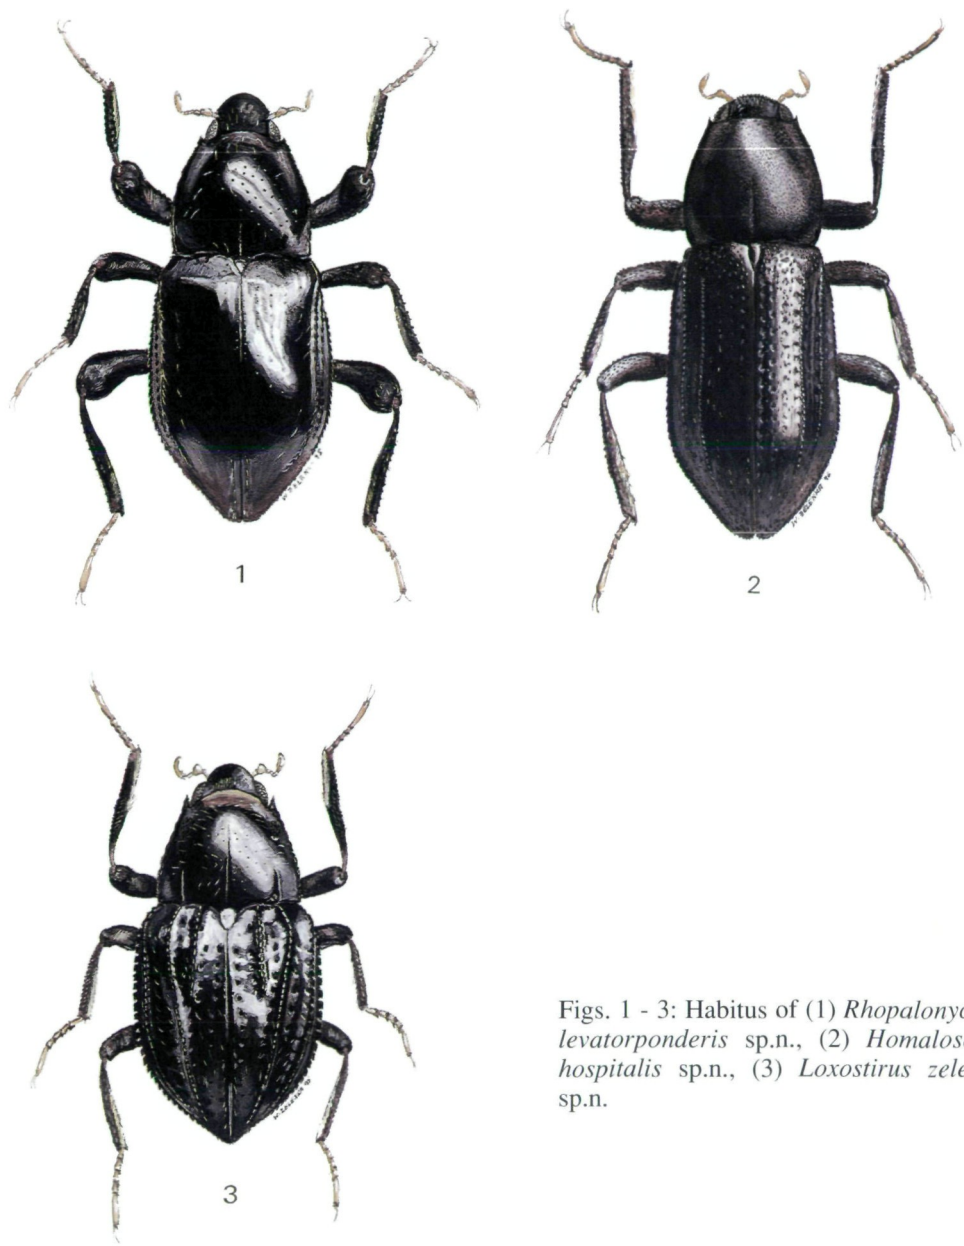 1
2
3
Figs. 1 - 3: Habitus of (1)
levatorponderis sp.n., (2)
hospitalis sp.n., (3) Loxostirus
sp.n.